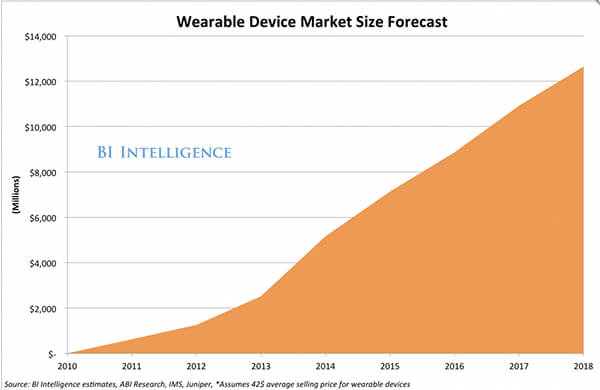 Wearable Device Market Size Forecast
$14,000
$12,000
$10,000
$8,000
$6,000
$4,000
$2,000
$-
(Millions)
BI INTELLIGENCE
2010 2011 2012 2013 2014 2015 2016 2017 2018
Source: BI Intelligence estimates, ABI Research, IMS, Juniper, *Assumes 42$ average selling price for wearable devices